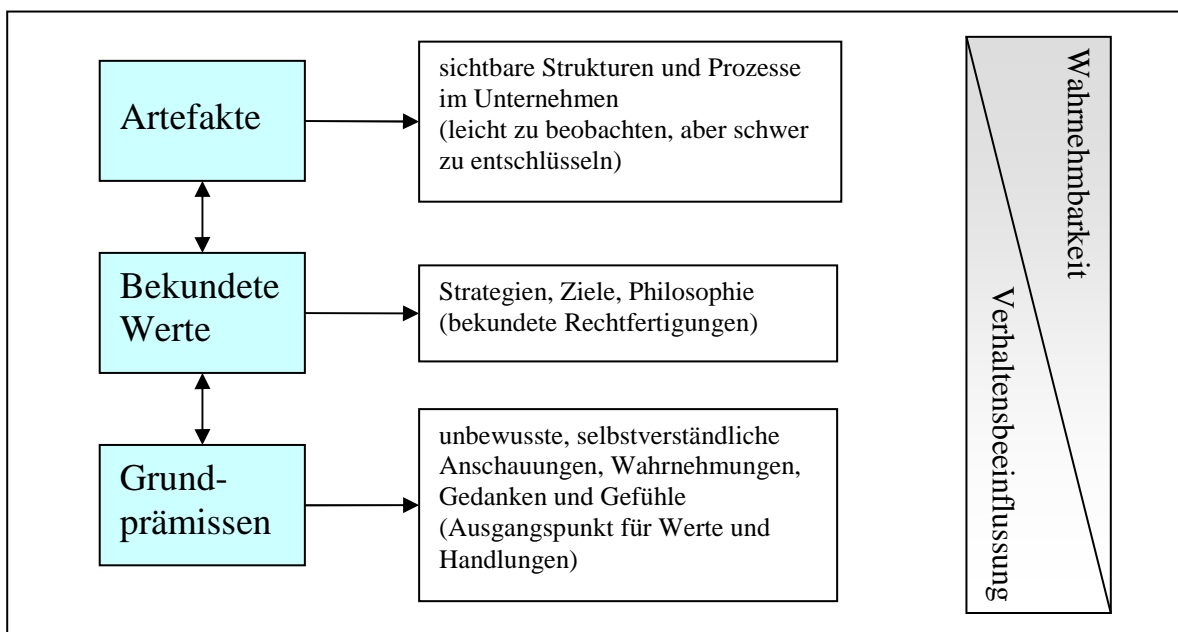 Artefakte
sichtbare Strukturen und Prozesse
im Unternehmen
(leicht zu beobachten, aber schwer
zu entschlüsseln)
Bekundete
Werte
Strategien, Ziele, Philosophie
(bekundete Rechtfertigungen)
Grund-
prämissen
unbewusste, selbstverständliche
Anschauungen, Wahrnehmungen,
Gedanken und Gefühle
(Ausgangspunkt für Werte und
Handlungen)
Wahrnehmbarkeit
Verhaltensbeeinflussung